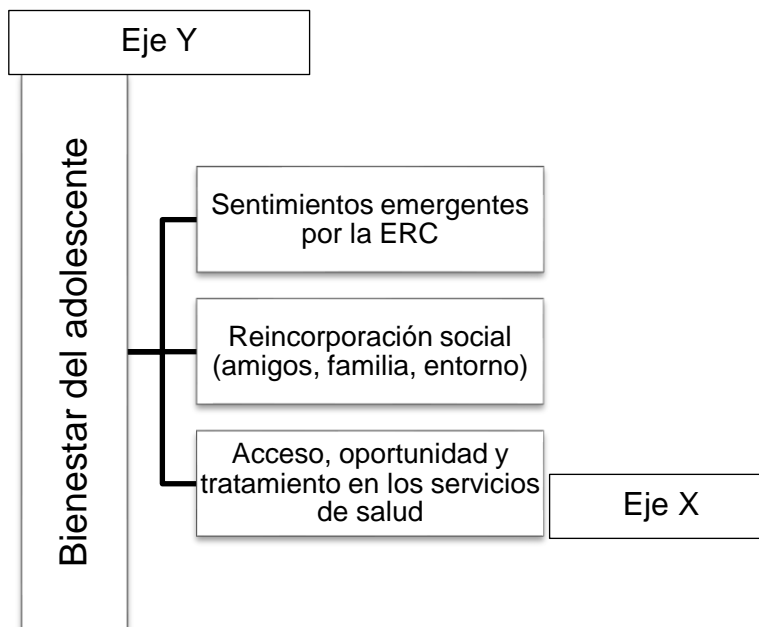 Eje Y
Bienestar del adolescente
Sentimientos emergentes
por la ERC
Reincorporación social
(amigos, familia, entorno)
Acceso, oportunidad y
tratamiento en los servicios
de salud
Eje X